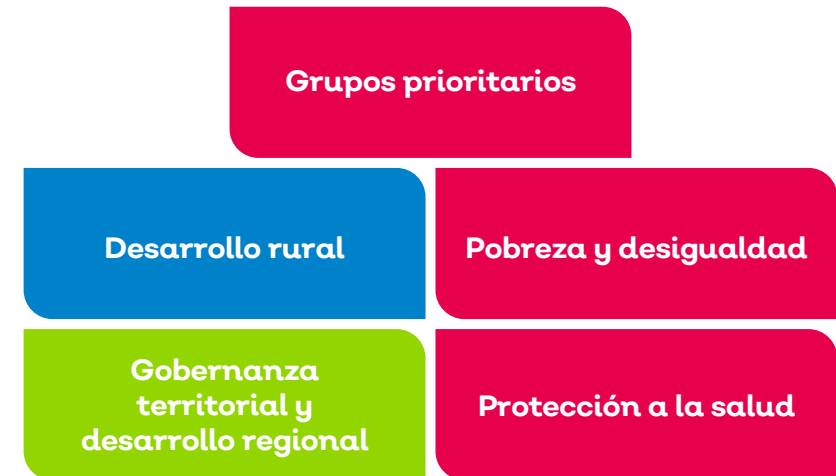 Grupos prioritarios
Desarrollo rural
Pobreza y desigualdad
Gobernanza
territorial y
desarrollo regional
Protección a la salud